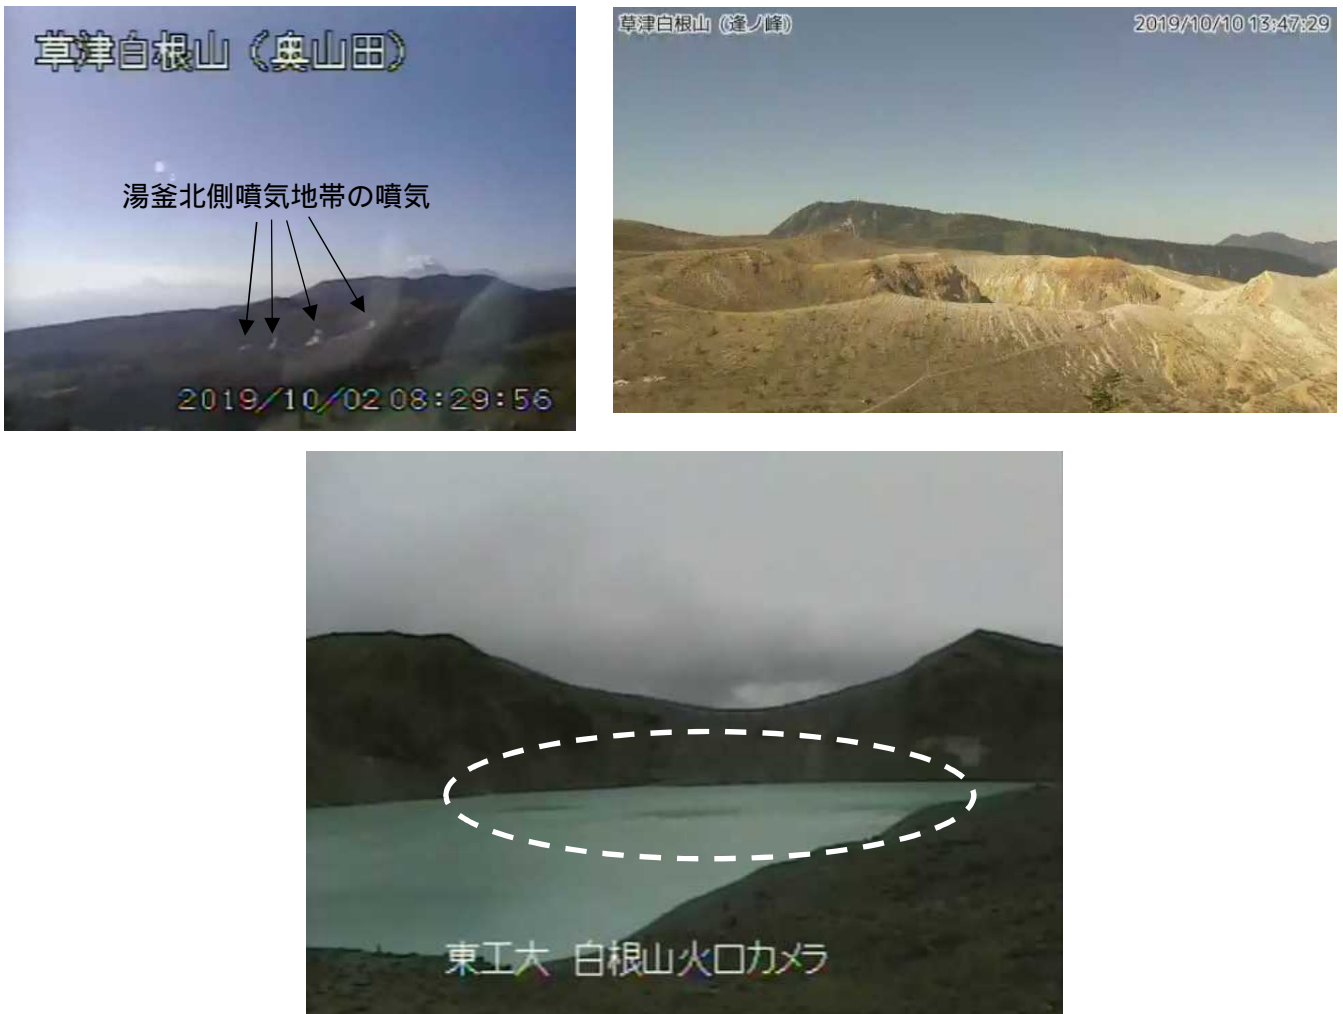 草津白根山（奥山田）
湯釜北側噴気地帯の噴気
2019/10/02 08:29:56
草津白根山（逢ノ峰）
2019/10/10 13:47:29
東工大 白根山火口カメラ